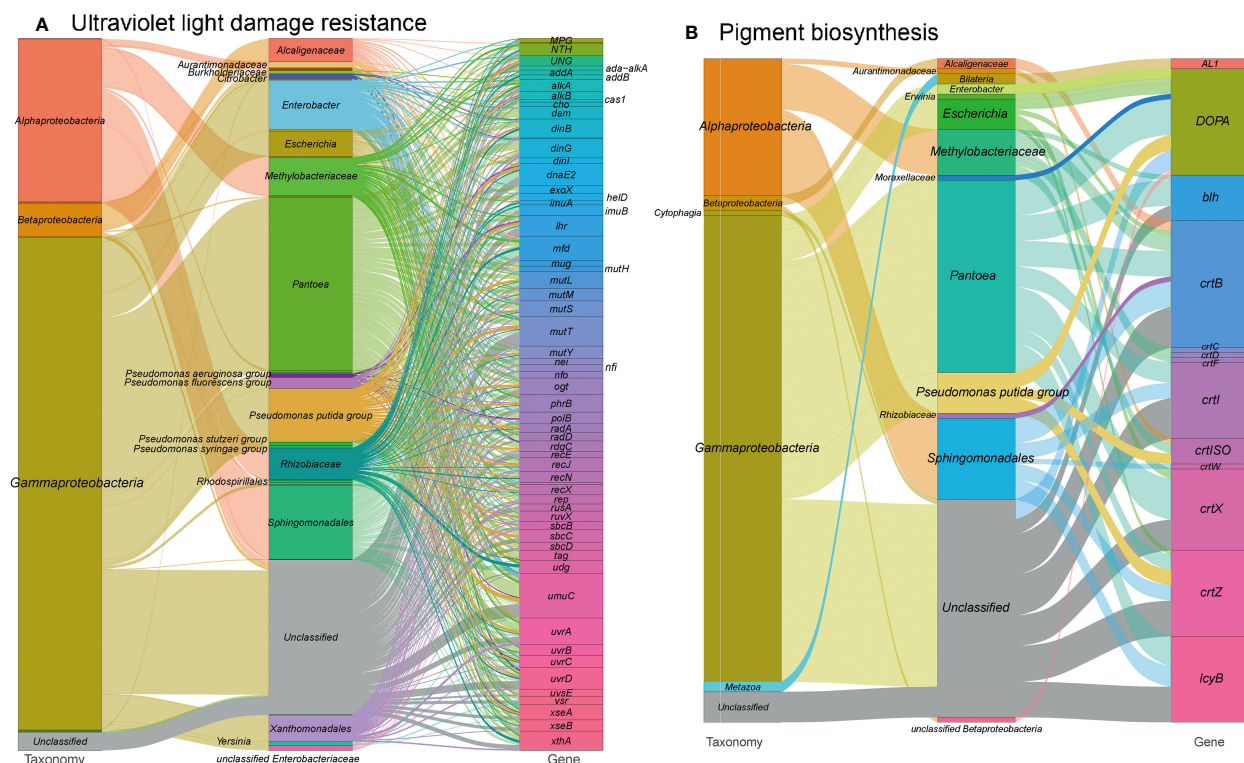 A Ultraviolet light damage resistance
Alphaproteobacteria
Betaproteobacteria
Gammaproteobacteria
Unclassified
Taxonomy
Alcaligenaceae
Aurantimonadaceae
Burkholderiaceae
Citrobacter
Enterobacter
Escherichia
Methylobacteriaceae
Pantoea
Pseudomonas aeruginosa group
Pseudomonas fluorescens group
Pseudomonas putida group
Pseudomonas stutzeri group
Pseudomonas syringae group
Rhizobiaceae
Rhodospirillales
Sphingomonadales
Unclassified
Xanthomonadales
Yersinia
unclassified Enterobacteriaceae
MPG
NTH
UNG
ada−alkA
addA
addB
alkA
alkB
cas1
cho
dam
dinB
dinG
dinI
dnaE2
exoX
helD
imuA
imuB
lhr
mfd
mug
mutH
mutL
mutM
mutS
mutT
mutY
nei
nfi
nfo
ogt
phrB
polB
radA
radD
rdgC
recE
recJ
recN
recX
rep
rusA
ruvX
sbcB
sbcC
sbcD
tag
udg
umuC
uvrA
uvrB
uvrC
uvrD
uvsE
vsr
xseA
xseB
xthA
Gene
B Pigment biosynthesis
Alphaproteobacteria
Betaproteobacteria
Cytophagia
Gammaproteobacteria
Metazoa
Unclassified
Taxonomy
Alcaligenaceae
Aurantimonadaceae
Bilateria
Enterobacter
Erwinia
Escherichia
Methylobacteriaceae
Moraxellaceae
Pantoea
Pseudomonas putida group
Rhizobiaceae
Sphingomonadales
Unclassified
unclassified Betaproteobacteria
AL1
DOPA
blh
crtB
crtC
crtD
crtF
crtI
crtISO
crtW
crtX
crtZ
lcyB
Gene